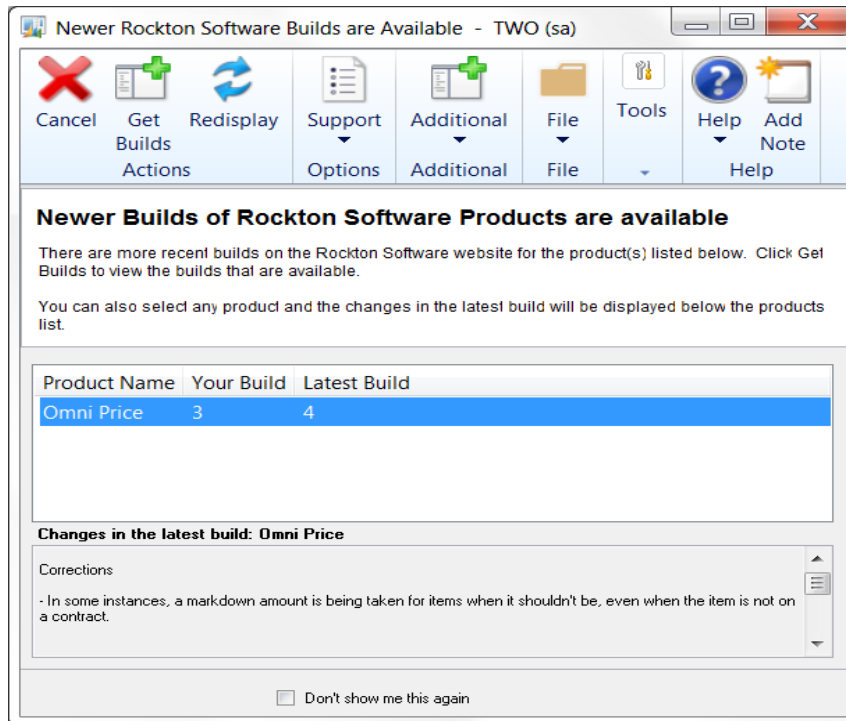 Newer Rockton Software Builds are Available - TWO (sa)
Cancel
Get
Builds
Redisplay
Actions
Support
Options
Additional
Additional
File
File
Tools
Help
Add
Note
Help
Newer Builds of Rockton Software Products are available
There are more recent builds on the Rockton Software website for the product(s) listed below. Click Get
Builds to view the builds that are available.
You can also select any product and the changes in the latest build will be displayed below the products
list.
Product Name Your Build Latest Build
Omni Price 3 4
Changes in the latest build: Omni Price
Corrections
- In some instances, a markdown amount is being taken for items when it shouldn't be, even when the item is not on
a contract.
Don't show me this again